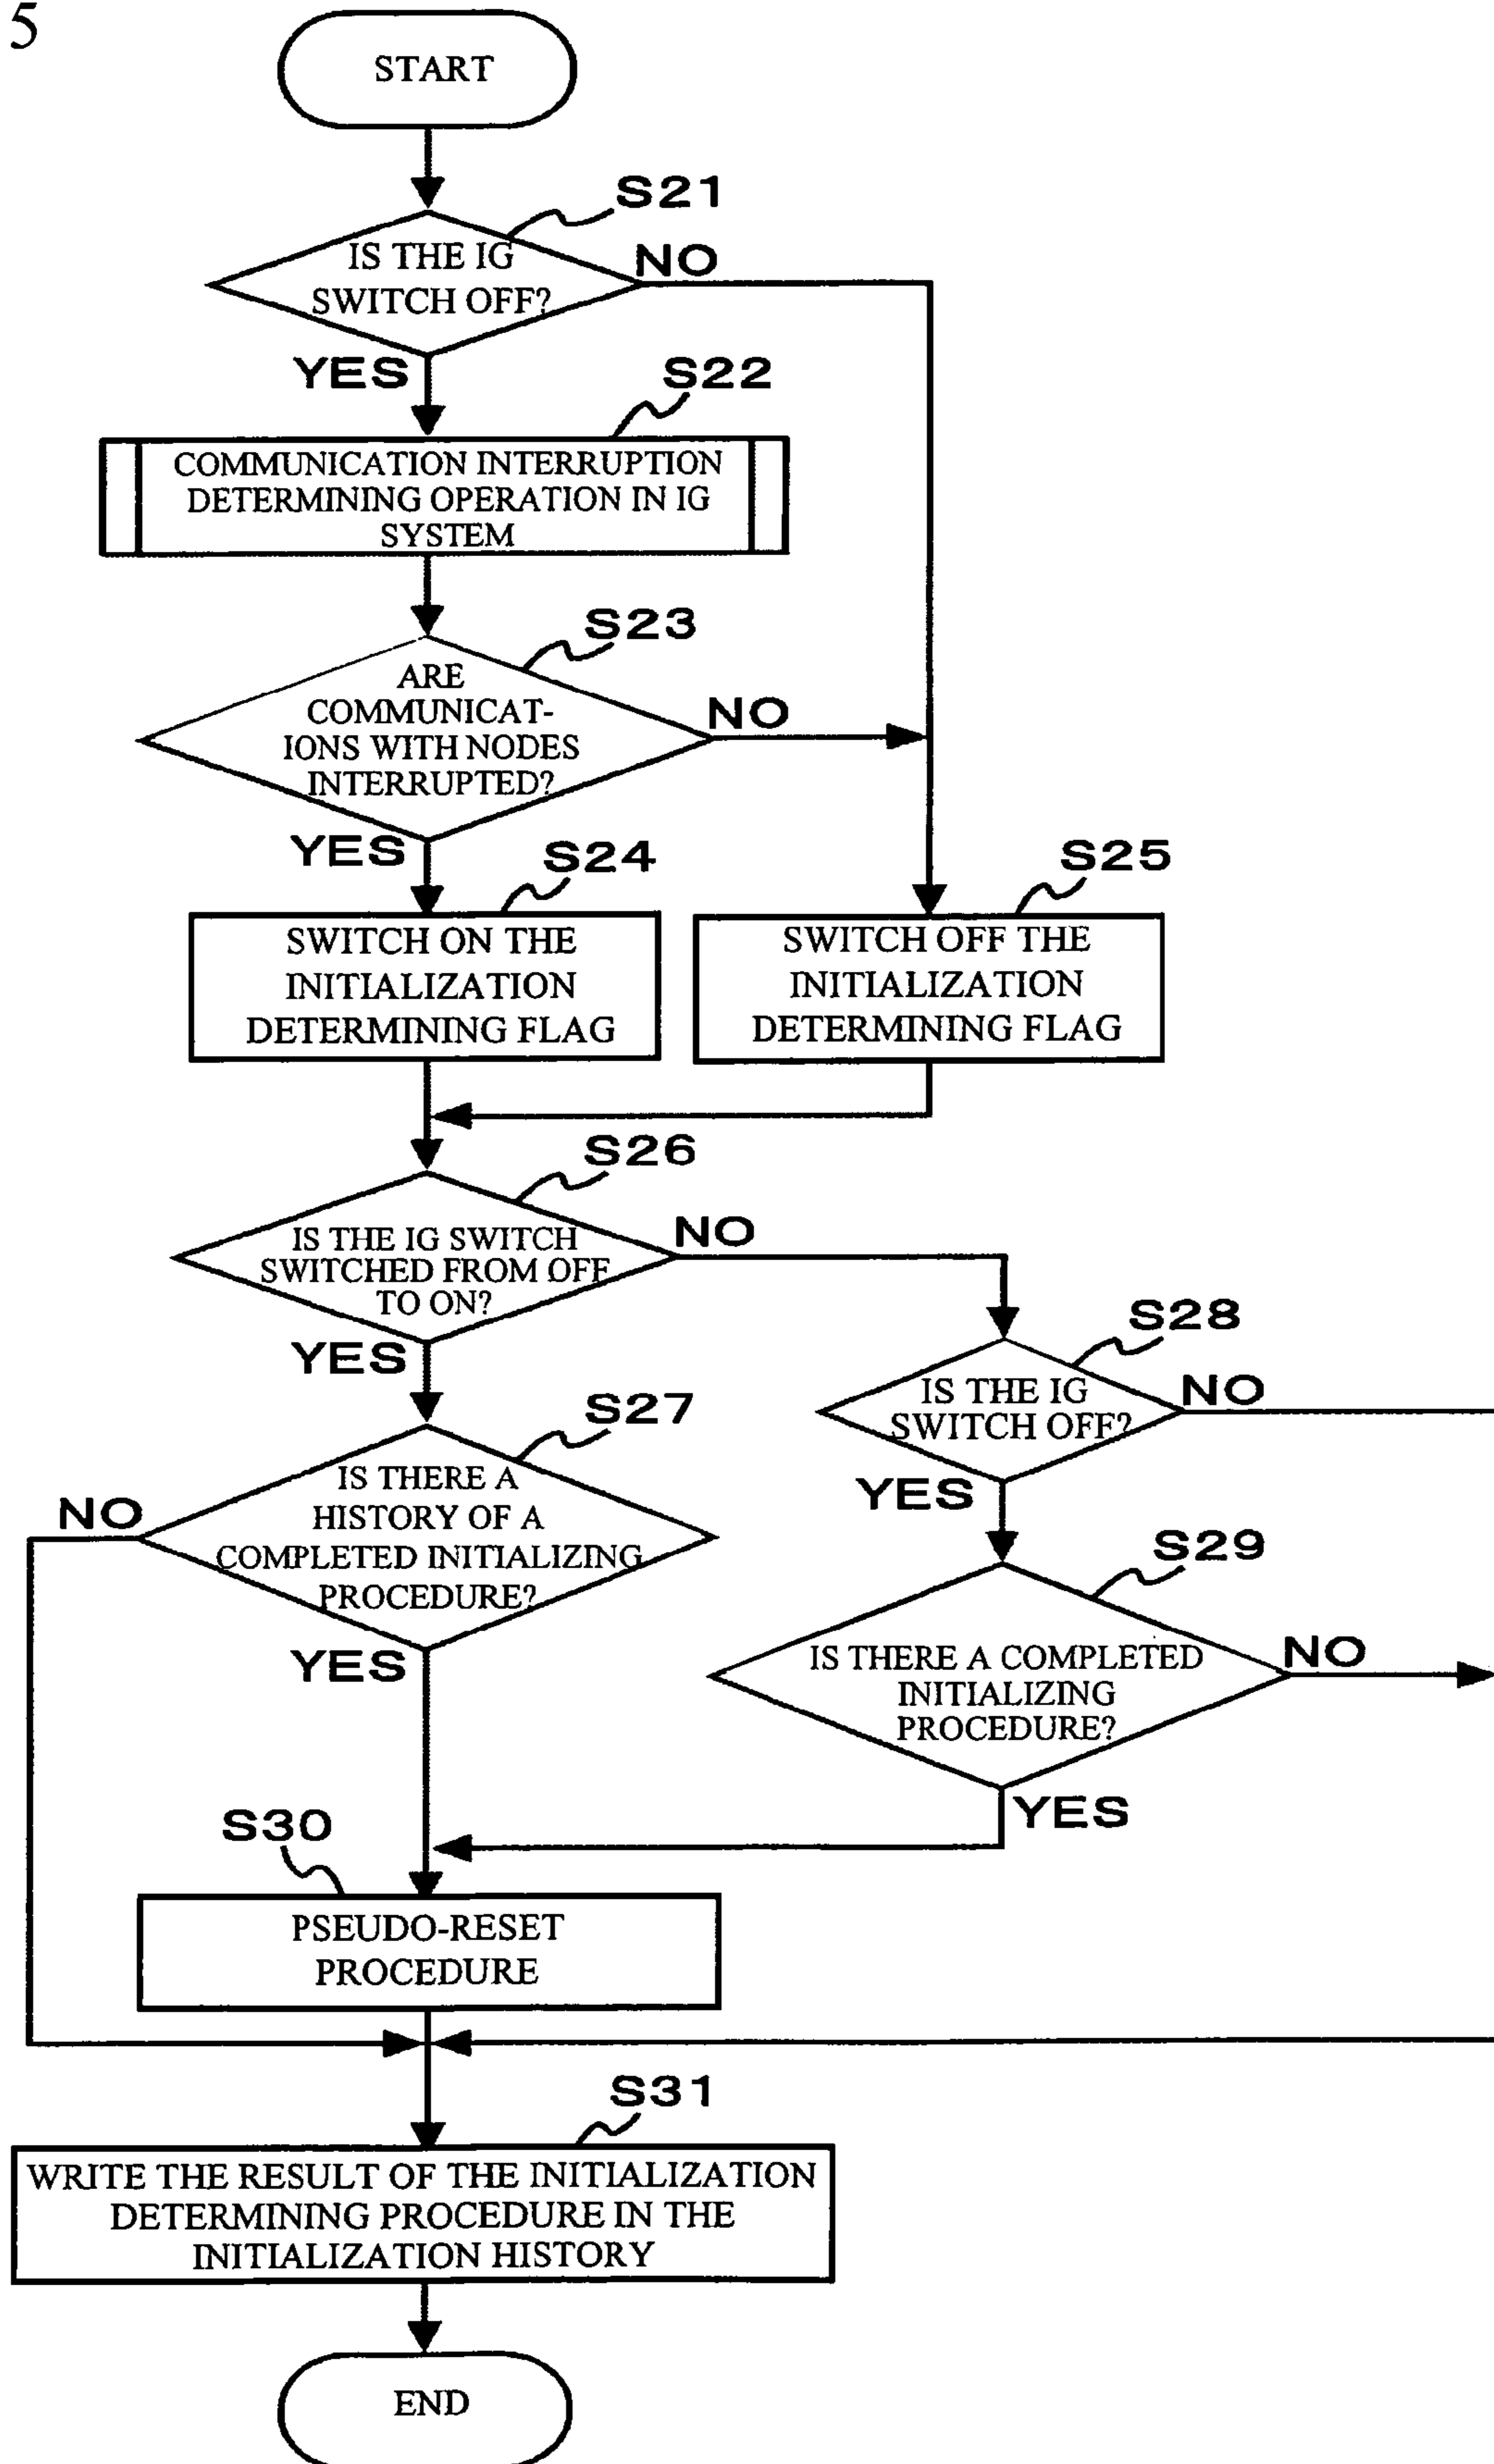 5
START
S21
IS THE IG
SWITCH OFF?
NO
YES
S22
COMMUNICATION INTERRUPTION
DETERMINING OPERATION IN IG
SYSTEM
S23
ARE
COMMUNICAT-
IONS WITH NODES
INTERRUPTED?
NO
YES
S24
SWITCH ON THE
INITIALIZATION
DETERMINING FLAG
S25
SWITCH OFF THE
INITIALIZATION
DETERMINING FLAG
S26
IS THE IG SWITCH
SWITCHED FROM OFF
TO ON?
NO
YES
S28
IS THE IG
SWITCH OFF?
NO
YES
S27
IS THERE A
HISTORY OF A
COMPLETED INITIALIZING
PROCEDURE?
NO
YES
S29
IS THERE A COMPLETED
INITIALIZING
PROCEDURE?
NO
YES
S30
PSEUDO-RESET
PROCEDURE
S31
WRITE THE RESULT OF THE INITIALIZATION
DETERMINING PROCEDURE IN THE
INITIALIZATION HISTORY
END